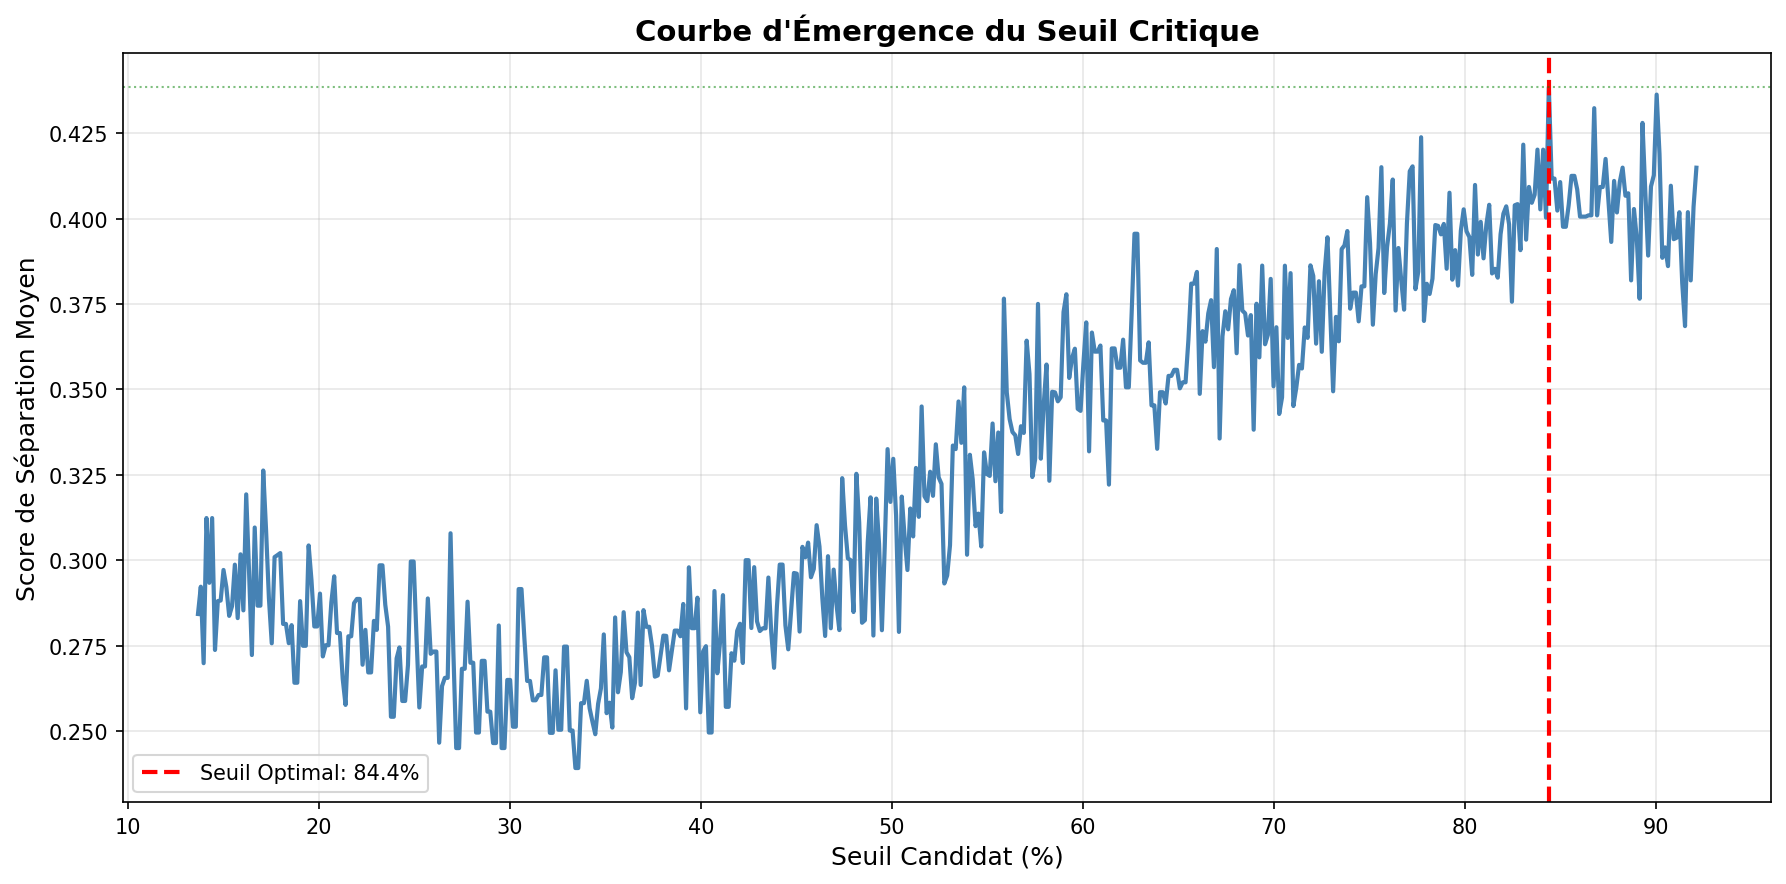 Courbe d'Émergence du Seuil Critique
Score de Séparation Moyen
0.425
0.400
0.375
0.350
0.325
0.300
0.275
0.250
Seuil Optimal: 84.4%
10 20 30 40 50 60 70 80 90
Seuil Candidat (%)